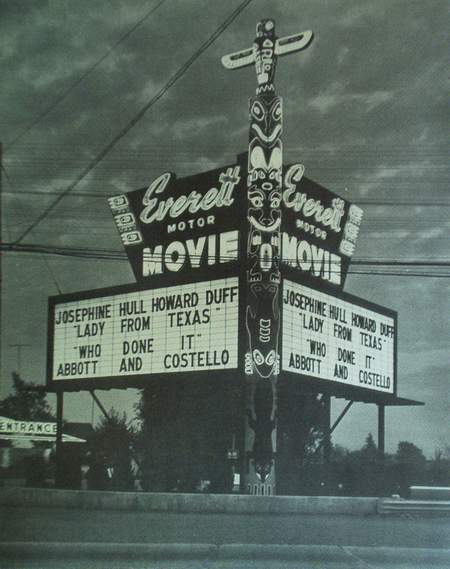 Everett
MOTOR
MOVIE
JOSEPHINE HULL HOWARD DUFF
"LADY FROM TEXAS"
"WHO DONE IT"
ABBOTT AND COSTELLO
Everett
MOTOR
MOVIE
JOSEPHINE HULL HOWARD DUFF
"LADY FROM TEXAS"
"WHO DONE IT"
ABBOTT AND COSTELLO
ENTRANCE